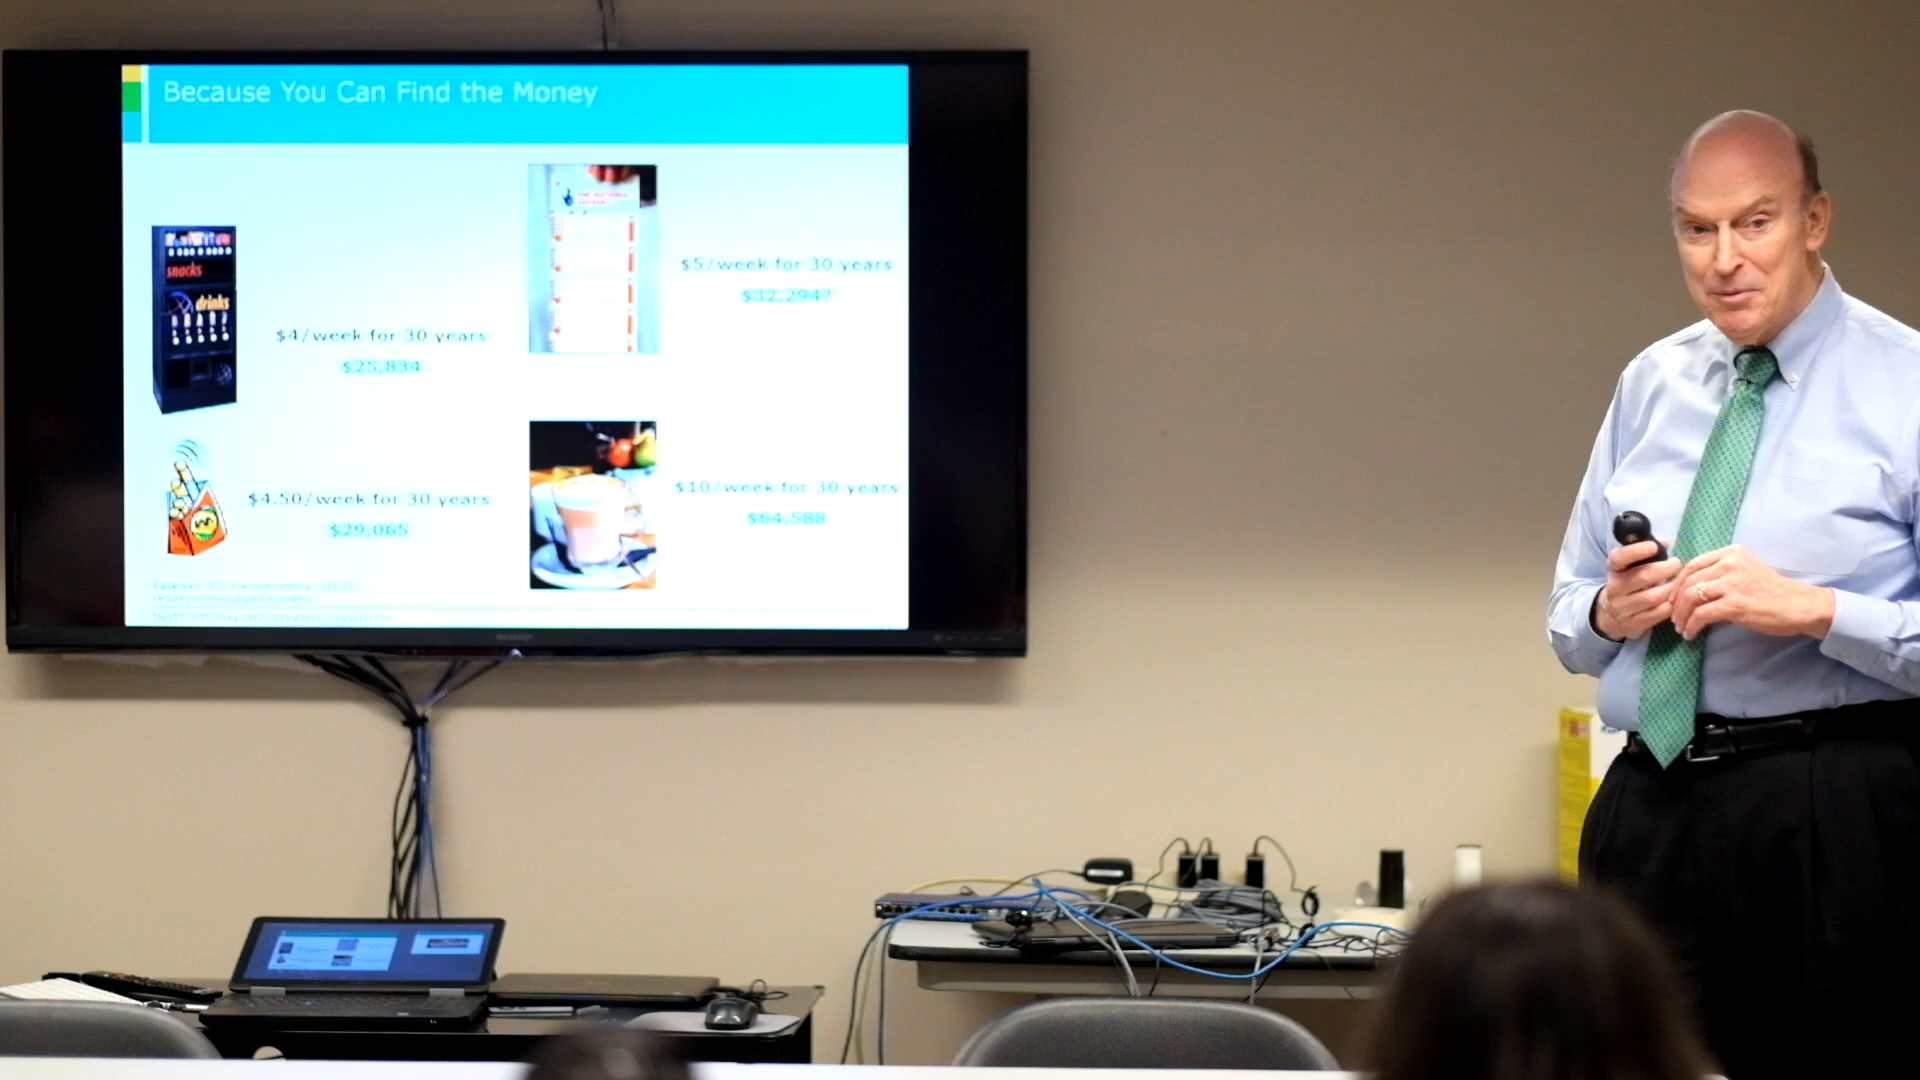 Because You Can Find the Money
snacks
drinks
$4/week for 30 years
$25,834
$5/week for 30 years
$32,294?
$4.50/week for 30 years
$29,065
$10/week for 30 years
$64,588